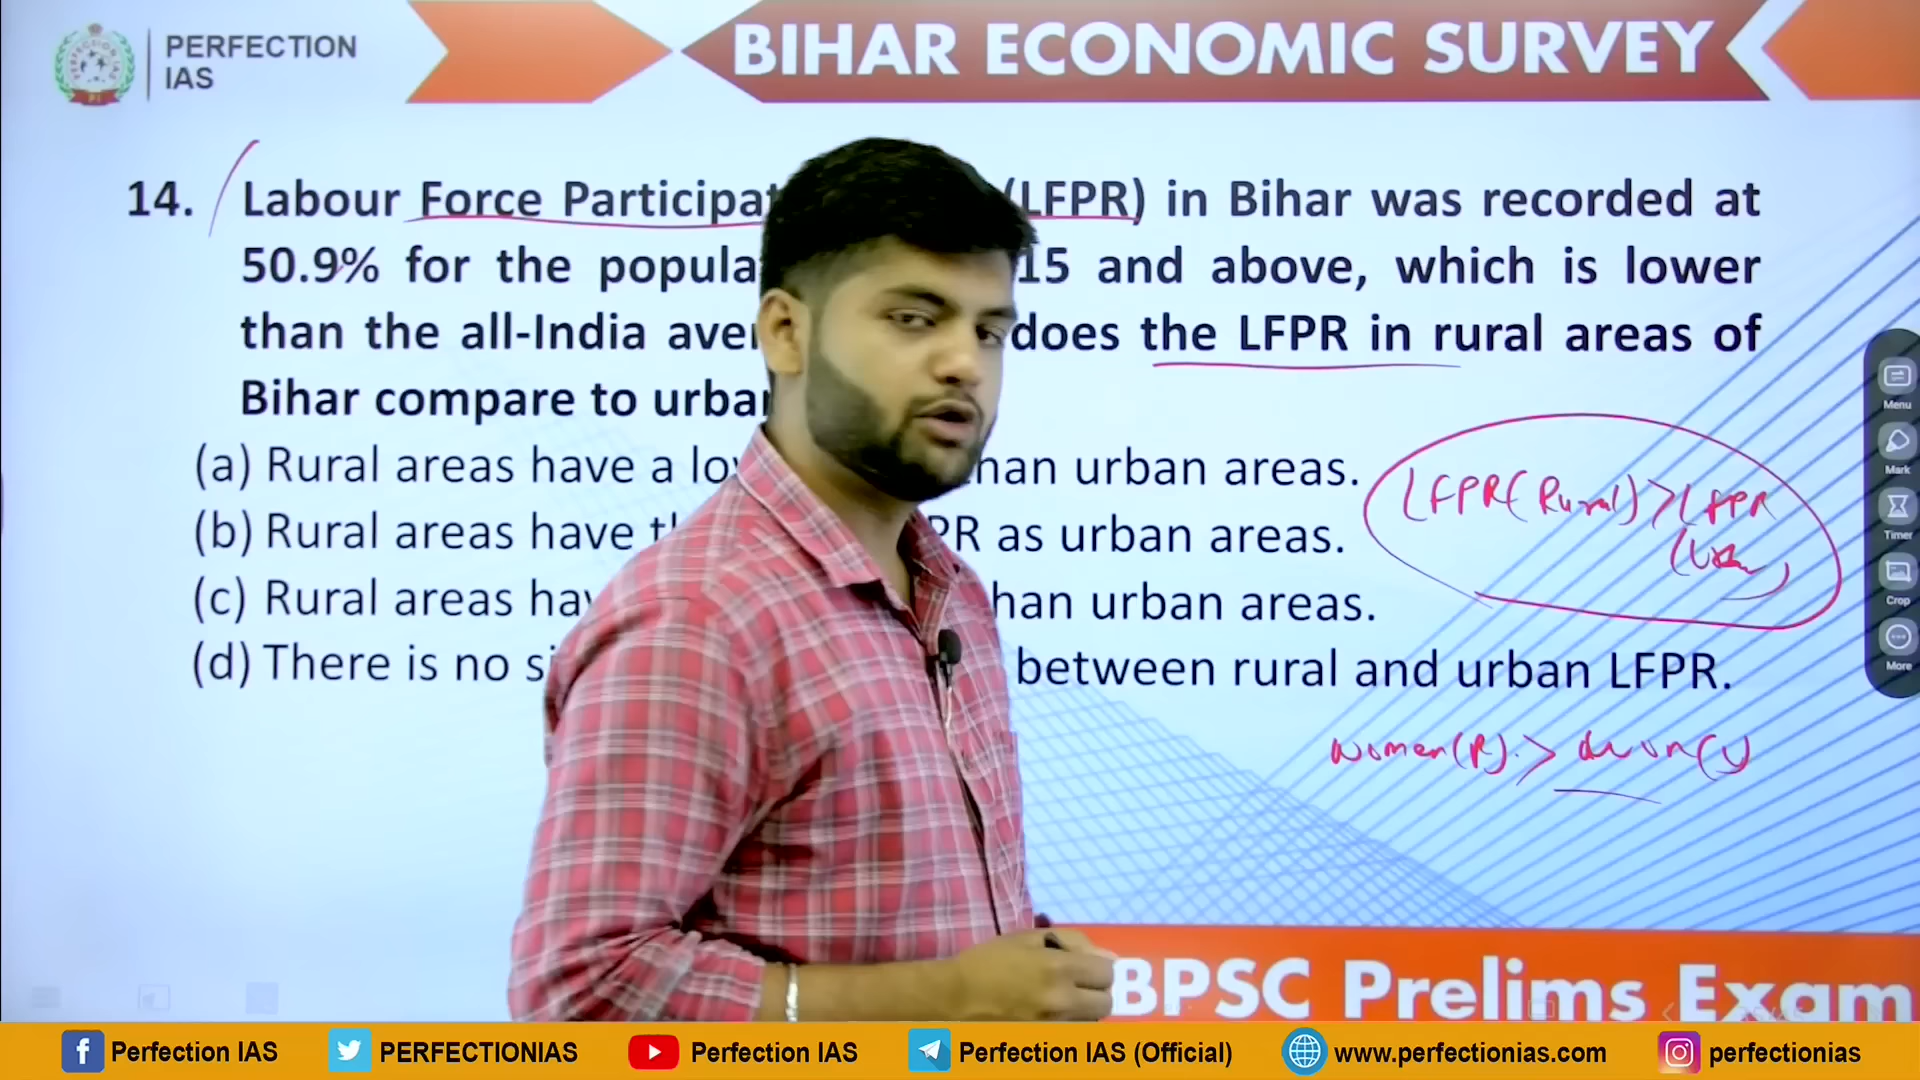 PERFECTION
IAS
BIHAR ECONOMIC SURVEY
14. Labour Force Participat (LFPR) in Bihar was recorded at
50.9% for the popula 15 and above, which is lower
than the all-India aver does the LFPR in rural areas of
Bihar compare to urban
(a) Rural areas have a lo han urban areas.
(b) Rural areas have th PR as urban areas.
(c) Rural areas hav han urban areas.
(d) There is no si between rural and urban LFPR.
LFPR(Rural) > LFPR
women(R) >
Menu
Mark
Timer
Crop
More
BPSC Prelims Exam
Perfection IAS
PERFECTIONIAS
Perfection IAS
Perfection IAS (Official)
www.perfectionias.com
perfectionias